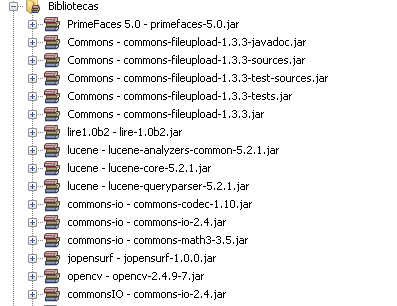 Bibliotecas
PrimeFaces 5.0 - primefaces-5.0.jar
Commons - commons-fileupload-1.3.3-javadoc.jar
Commons - commons-fileupload-1.3.3-sources.jar
Commons - commons-fileupload-1.3.3-test-sources.jar
Commons - commons-fileupload-1.3.3-tests.jar
Commons - commons-fileupload-1.3.3.jar
lire1.0b2 - lire-1.0b2.jar
lucene - lucene-analyzers-common-5.2.1.jar
lucene - lucene-core-5.2.1.jar
lucene - lucene-queryparser-5.2.1.jar
commons-io - commons-codec-1.10.jar
commons-io - commons-io-2.4.jar
commons-io - commons-math3-3.5.jar
jopensurf - jopensurf-1.0.0.jar
opencv - opencv-2.4.9-7.jar
commonsIO - commons-io-2.4.jar